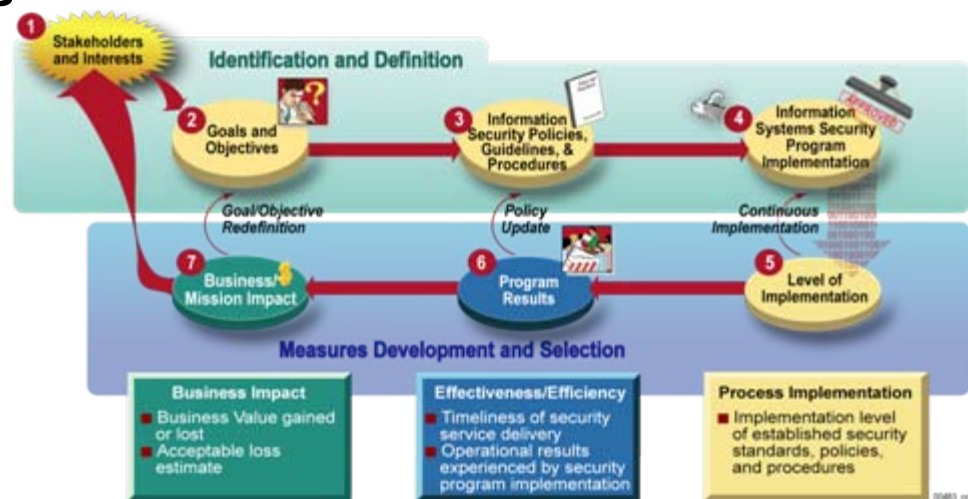 1
Stakeholders
and Interests
Identification and Definition
2
Goals and
Objectives
3
Information
Security Policies,
Guidelines, &
Procedures
4
Information
Systems Security
Program
Implementation
APPROVED
Goal/Objective
Redefinition
Policy
Update
Continuous
Implementation
7
Business/
Mission Impact
6
Program
Results
5
Level of
Implementation
Measures Development and Selection
Business Impact
Business Value gained
or lost
Acceptable loss
estimate
Effectiveness/Efficiency
Timeliness of security
service delivery
Operational results
experienced by security
program implementation
Process Implementation
Implementation level
of established security
standards, policies,
and procedures